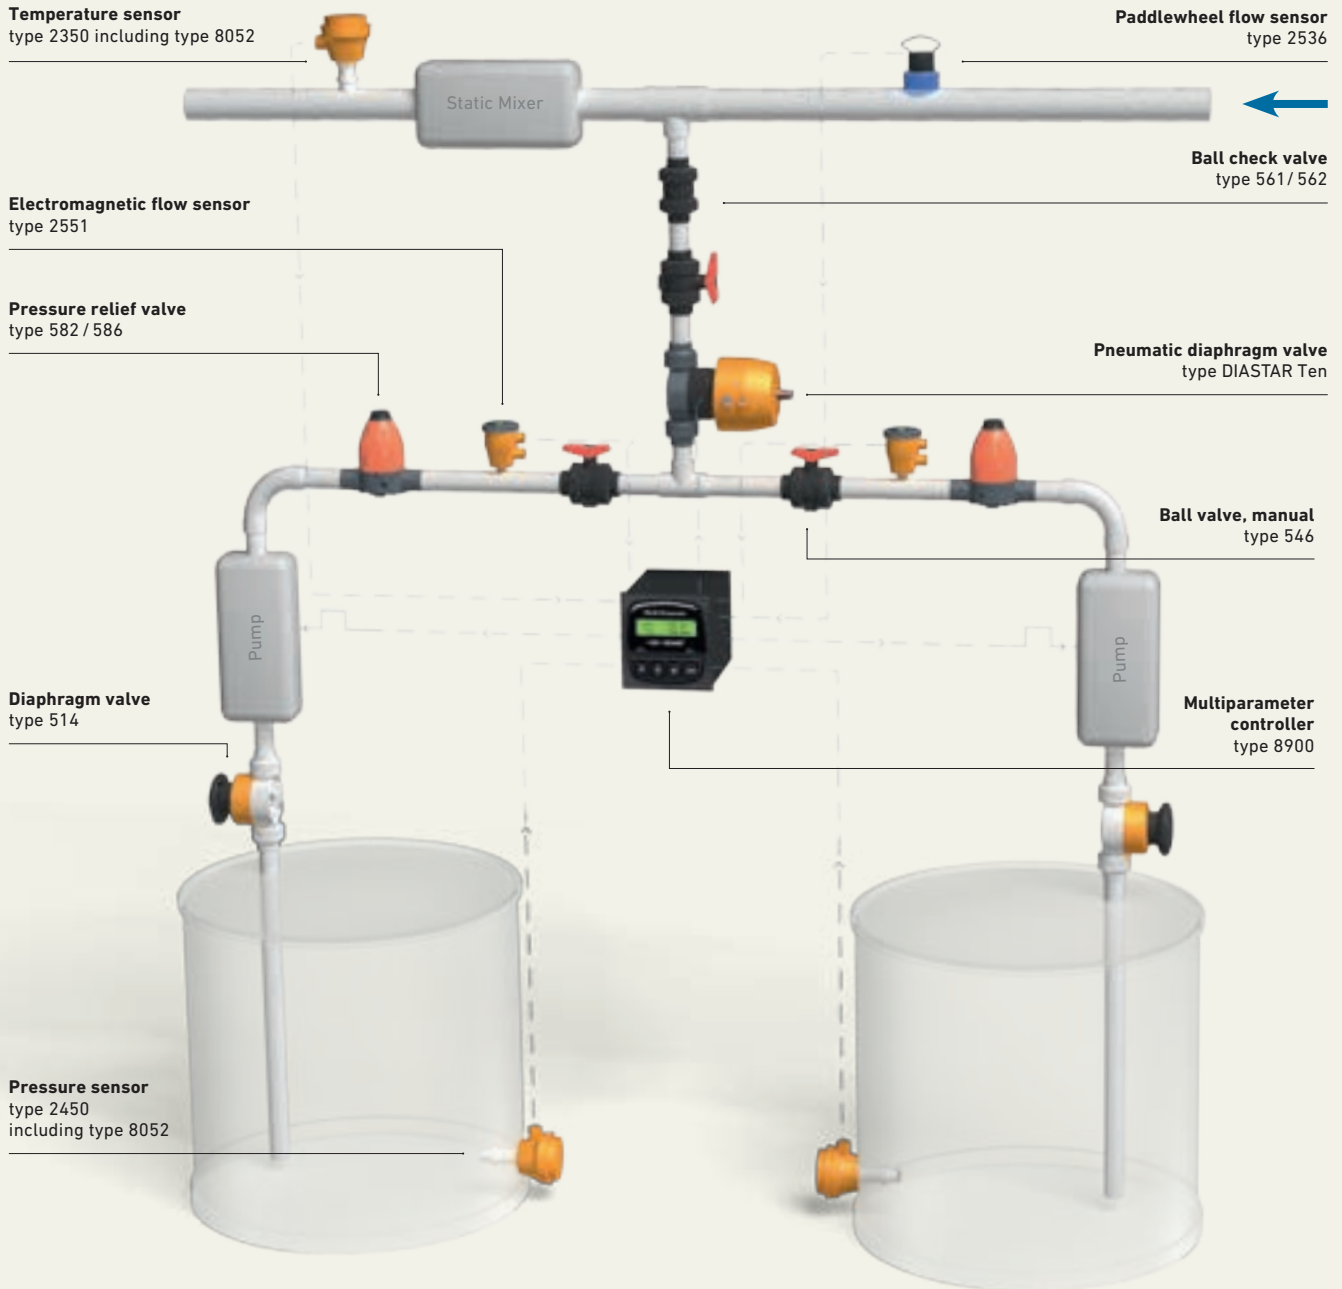 Temperature sensor
type 2350 including type 8052
Paddlewheel flow sensor
type 2536
Static Mixer
Ball check valve
type 561/ 562
Electromagnetic flow sensor
type 2551
Pressure relief valve
type 582 / 586
Pneumatic diaphragm valve
type DIASTAR Ten
Ball valve, manual
type 546
Pump
Pump
Diaphragm valve
type 514
Multiparameter
controller
type 8900
Pressure sensor
type 2450
including type 8052